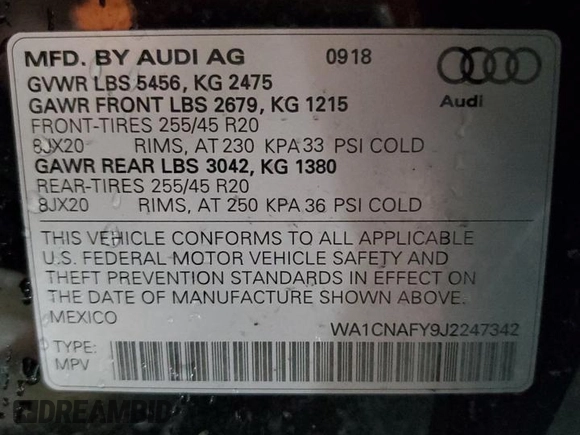 MFD. BY AUDI AG 0918
GVWR LBS 5456, KG 2475
GAWR FRONT LBS 2679, KG 1215
Audi
FRONT-TIRES 255/45 R20
8JX20 RIMS, AT 230 KPA 33 PSI COLD
GAWR REAR LBS 3042, KG 1380
REAR-TIRES 255/45 R20
8JX20 RIMS, AT 250 KPA 36 PSI COLD
THIS VEHICLE CONFORMS TO ALL APPLICABLE
U.S. FEDERAL MOTOR VEHICLE SAFETY AND
THEFT PREVENTION STANDARDS IN EFFECT ON
THE DATE OF MANUFACTURE SHOWN ABOVE.
MEXICO WA1CNAFY9J2247342
TYPE:
MPV
DREAMBID